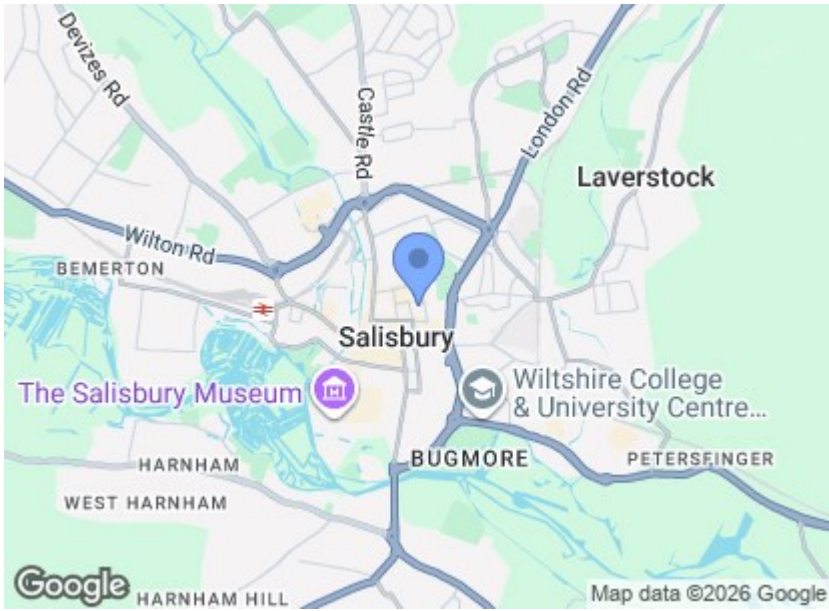 Devizes Rd
Castle Rd
London Rd
Laverstock
Wilton Rd
BEMERTON
Salisbury
The Salisbury Museum
Wiltshire College
& University Centre...
HARNHAM
BUGMORE
PETERSFINGER
WEST HARNHAM
HARNHAM HILL
Google
Map data ©2026 Google